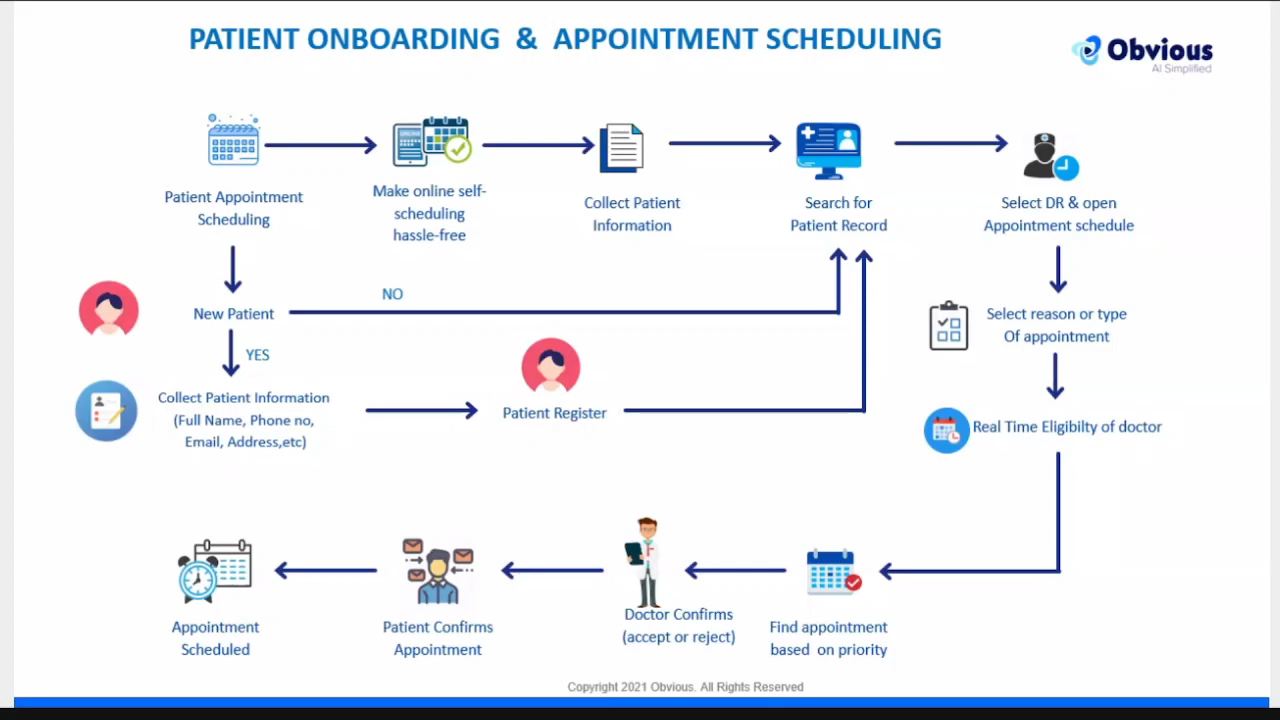 PATIENT ONBOARDING & APPOINTMENT SCHEDULING
Obvious
AI Simplified
Patient Appointment
Scheduling
Make online self-
scheduling
hassle-free
Collect Patient
Information
Search for
Patient Record
Select DR & open
Appointment schedule
New Patient
NO
YES
Select reason or type
Of appointment
Collect Patient Information
(Full Name, Phone no,
Email, Address,etc)
Patient Register
Real Time Eligibilty of doctor
Appointment
Scheduled
Patient Confirms
Appointment
Doctor Confirms
(accept or reject)
Find appointment
based on priority
Copyright 2021 Obvious. All Rights Reserved